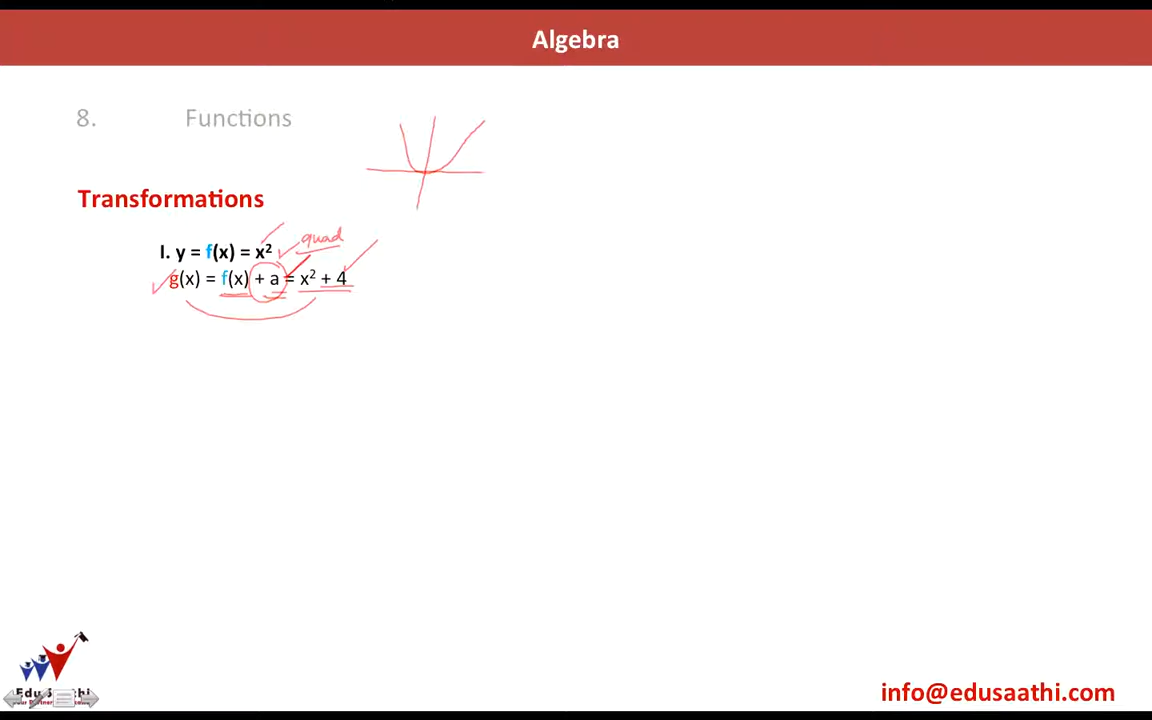 Algebra
8. Functions
Transformations
I. y = f(x) = x²
quad
g(x) = f(x) + a = x² + 4
info@edusaathi.com